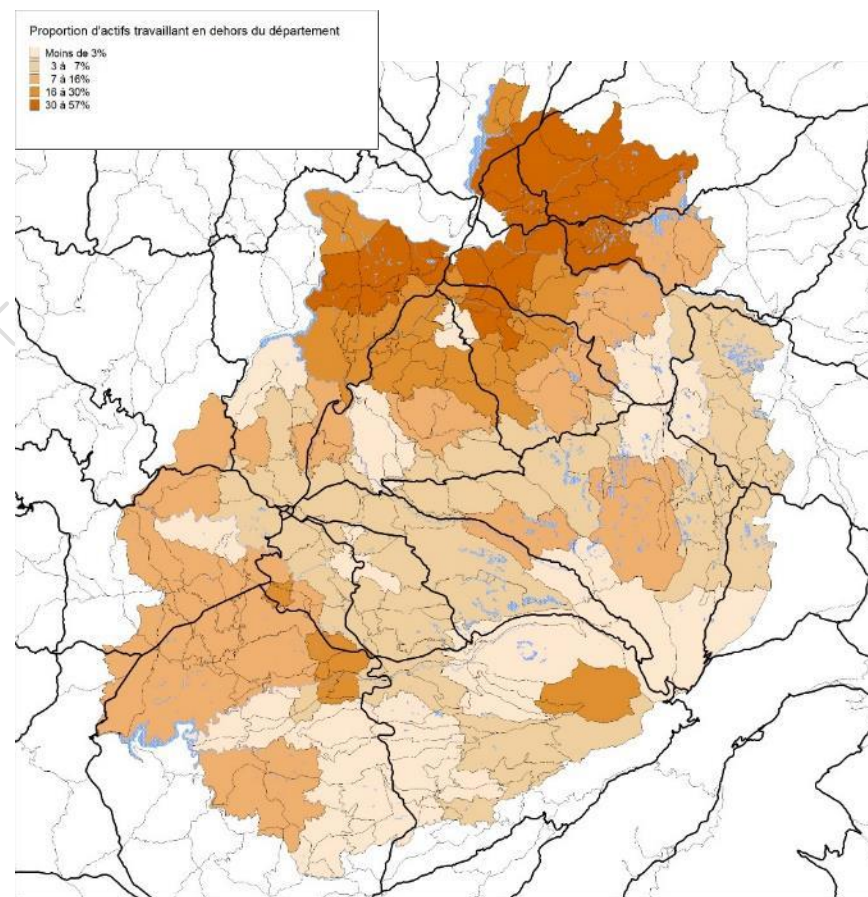 Proportion d'actifs travaillant en dehors du département
Moins de 3%
3 à 7%
7 à 16%
16 à 30%
30 à 57%